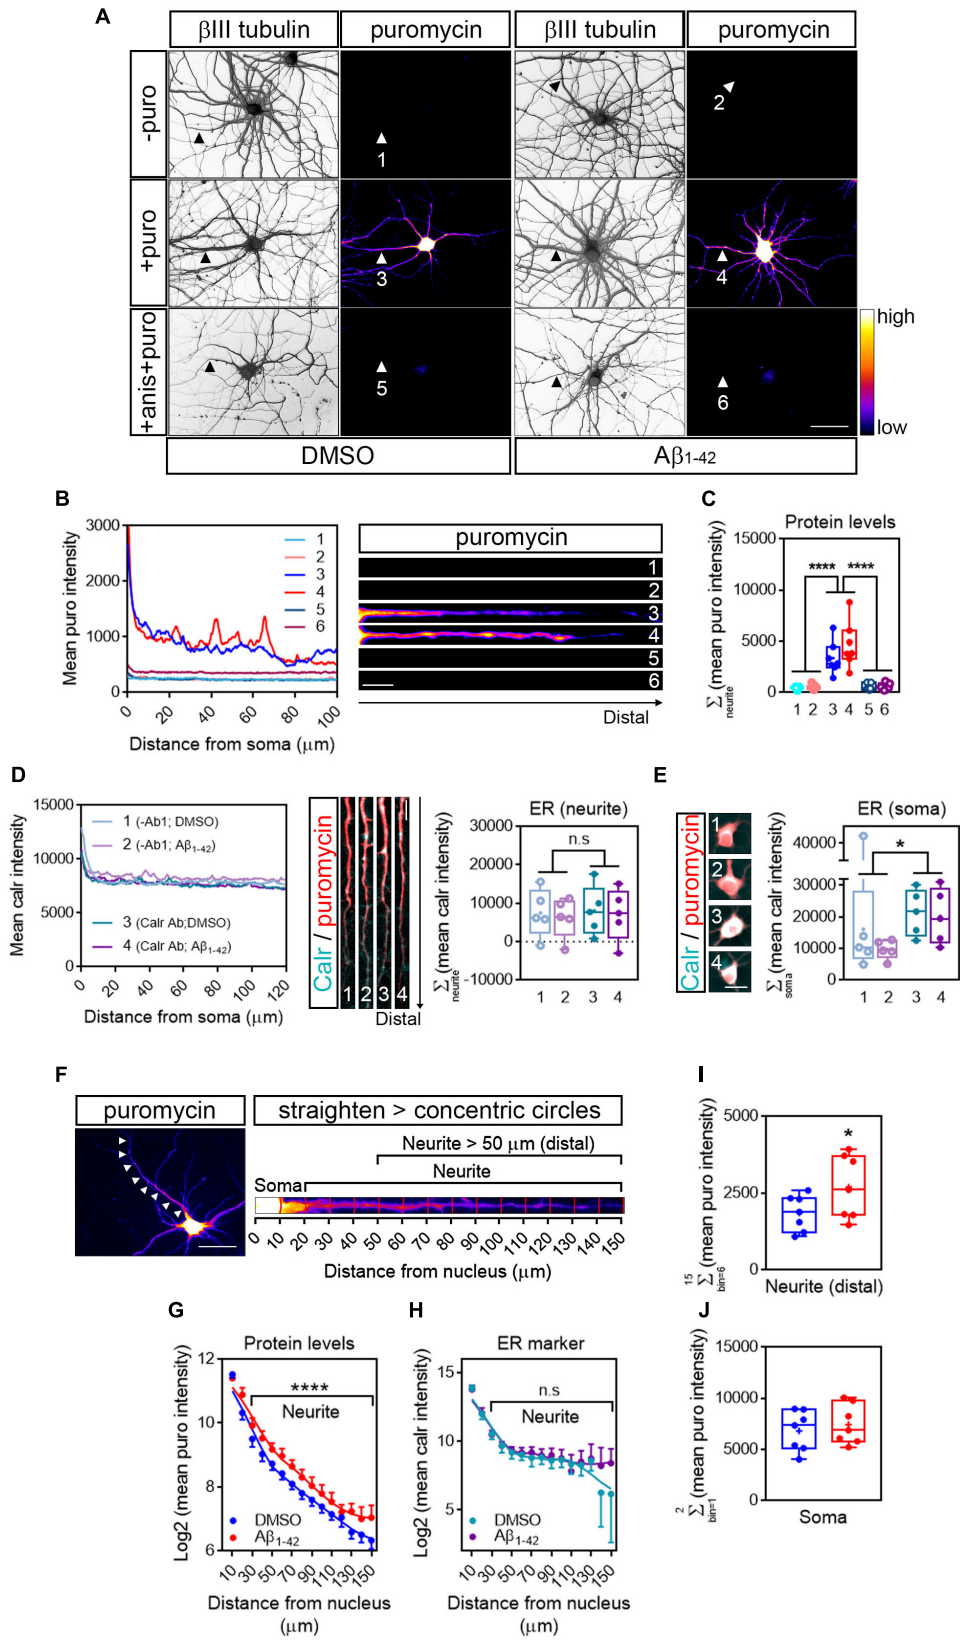 A
βIII tubulin puromycin βIII tubulin puromycin
-puro
1
2
+puro
3
4
+anis+puro
5
6
high
low
DMSO Aβ1-42
B
Mean puro intensity
3000
2000
1000
0
1
2
3
4
5
6
0 20 40 60 80 100
Distance from soma (μm)
puromycin
1
2
3
4
5
6
Distal
C
Protein levels
Σ neurite (mean puro intensity)
15000
10000
5000
0
**** ****
1 2 3 4 5 6
D
Mean calr intensity
15000
10000
5000
0
1 (-Ab1; DMSO)
2 (-Ab1; Aβ1-42)
3 (Calr Ab;DMSO)
4 (Calr Ab; Aβ1-42)
0 20 40 60 80 100 120
Distance from soma (μm)
Calr / puromycin
1 2 3 4
Distal
ER (neurite)
Σ neurite (mean calr intensity)
30000
20000
10000
0
-10000
n.s
1 2 3 4
E
Calr / puromycin
1
2
3
4
ER (soma)
Σ soma (mean calr intensity)
40000
30000
20000
10000
0
*
1 2 3 4
F
puromycin
straighten > concentric circles
Neurite > 50 μm (distal)
Neurite
Soma
0 10 20 30 40 50 60 70 80 90 100 110 120 130 140 150
Distance from nucleus (μm)
G
Protein levels
Log2 (mean puro intensity)
12
10
8
6
****
Neurite
DMSO
Aβ1-42
10 30 50 70 90 110 130 150
Distance from nucleus
(μm)
H
ER marker
Log2 (mean calr intensity)
15
10
5
n.s
Neurite
DMSO
Aβ1-42
10 30 50 70 90 110 130 150
Distance from nucleus
(μm)
I
15 Σ bin=6 (mean puro intensity)
5000
2500
0
*
Neurite (distal)
J
2 Σ bin=1 (mean puro intensity)
15000
10000
5000
0
Soma